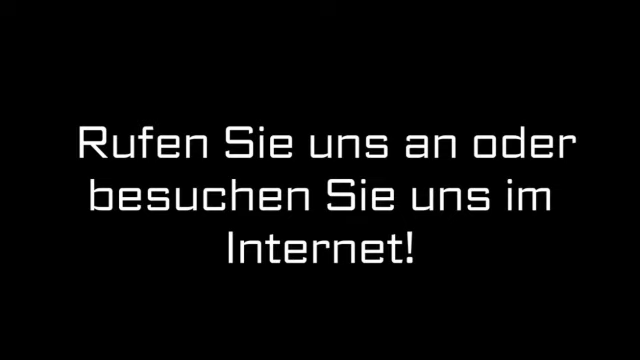 Rufen Sie uns an oder
besuchen Sie uns im
Internet!